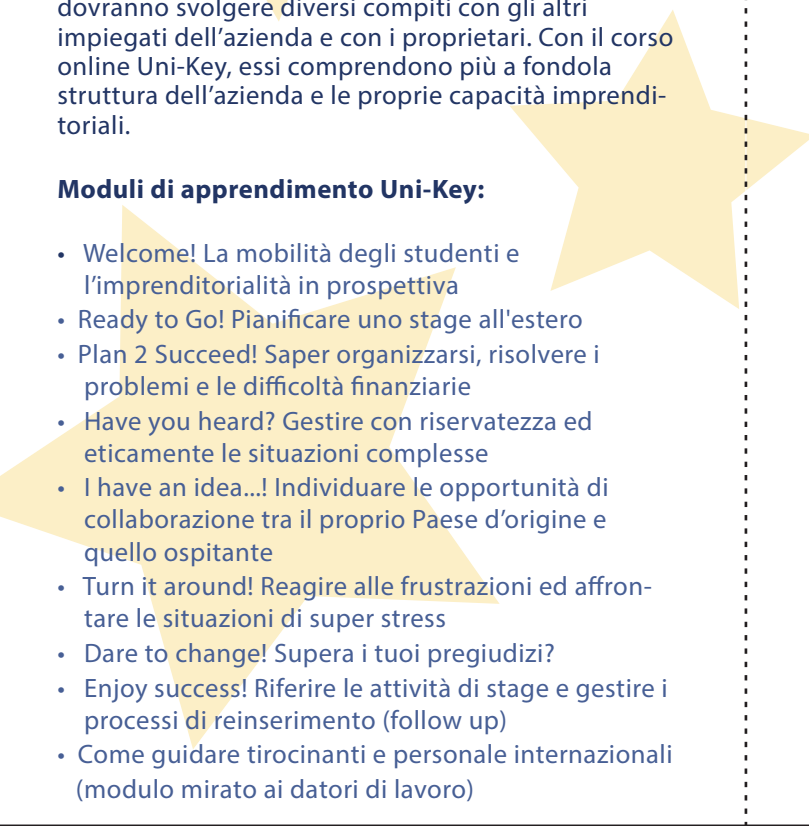 dovranno svolgere diversi compiti con gli altri
impiegati dell'azienda e con i proprietari. Con il corso
online Uni-Key, essi comprendono più a fondola
struttura dell'azienda e le proprie capacità imprendi-
toriali.
Moduli di apprendimento Uni-Key:
• Welcome! La mobilità degli studenti e
l'imprenditorialità in prospettiva
• Ready to Go! Pianificare uno stage all'estero
• Plan 2 Succeed! Saper organizzarsi, risolvere i
problemi e le difficoltà finanziarie
• Have you heard? Gestire con riservatezza ed
eticamente le situazioni complesse
• I have an idea...! Individuare le opportunità di
collaborazione tra il proprio Paese d'origine e
quello ospitante
• Turn it around! Reagire alle frustrazioni ed affron-
tare le situazioni di super stress
• Dare to change! Supera i tuoi pregiudizi?
• Enjoy success! Riferire le attività di stage e gestire i
processi di reinserimento (follow up)
• Come guidare tirocinanti e personale internazionali
(modulo mirato ai datori di lavoro)